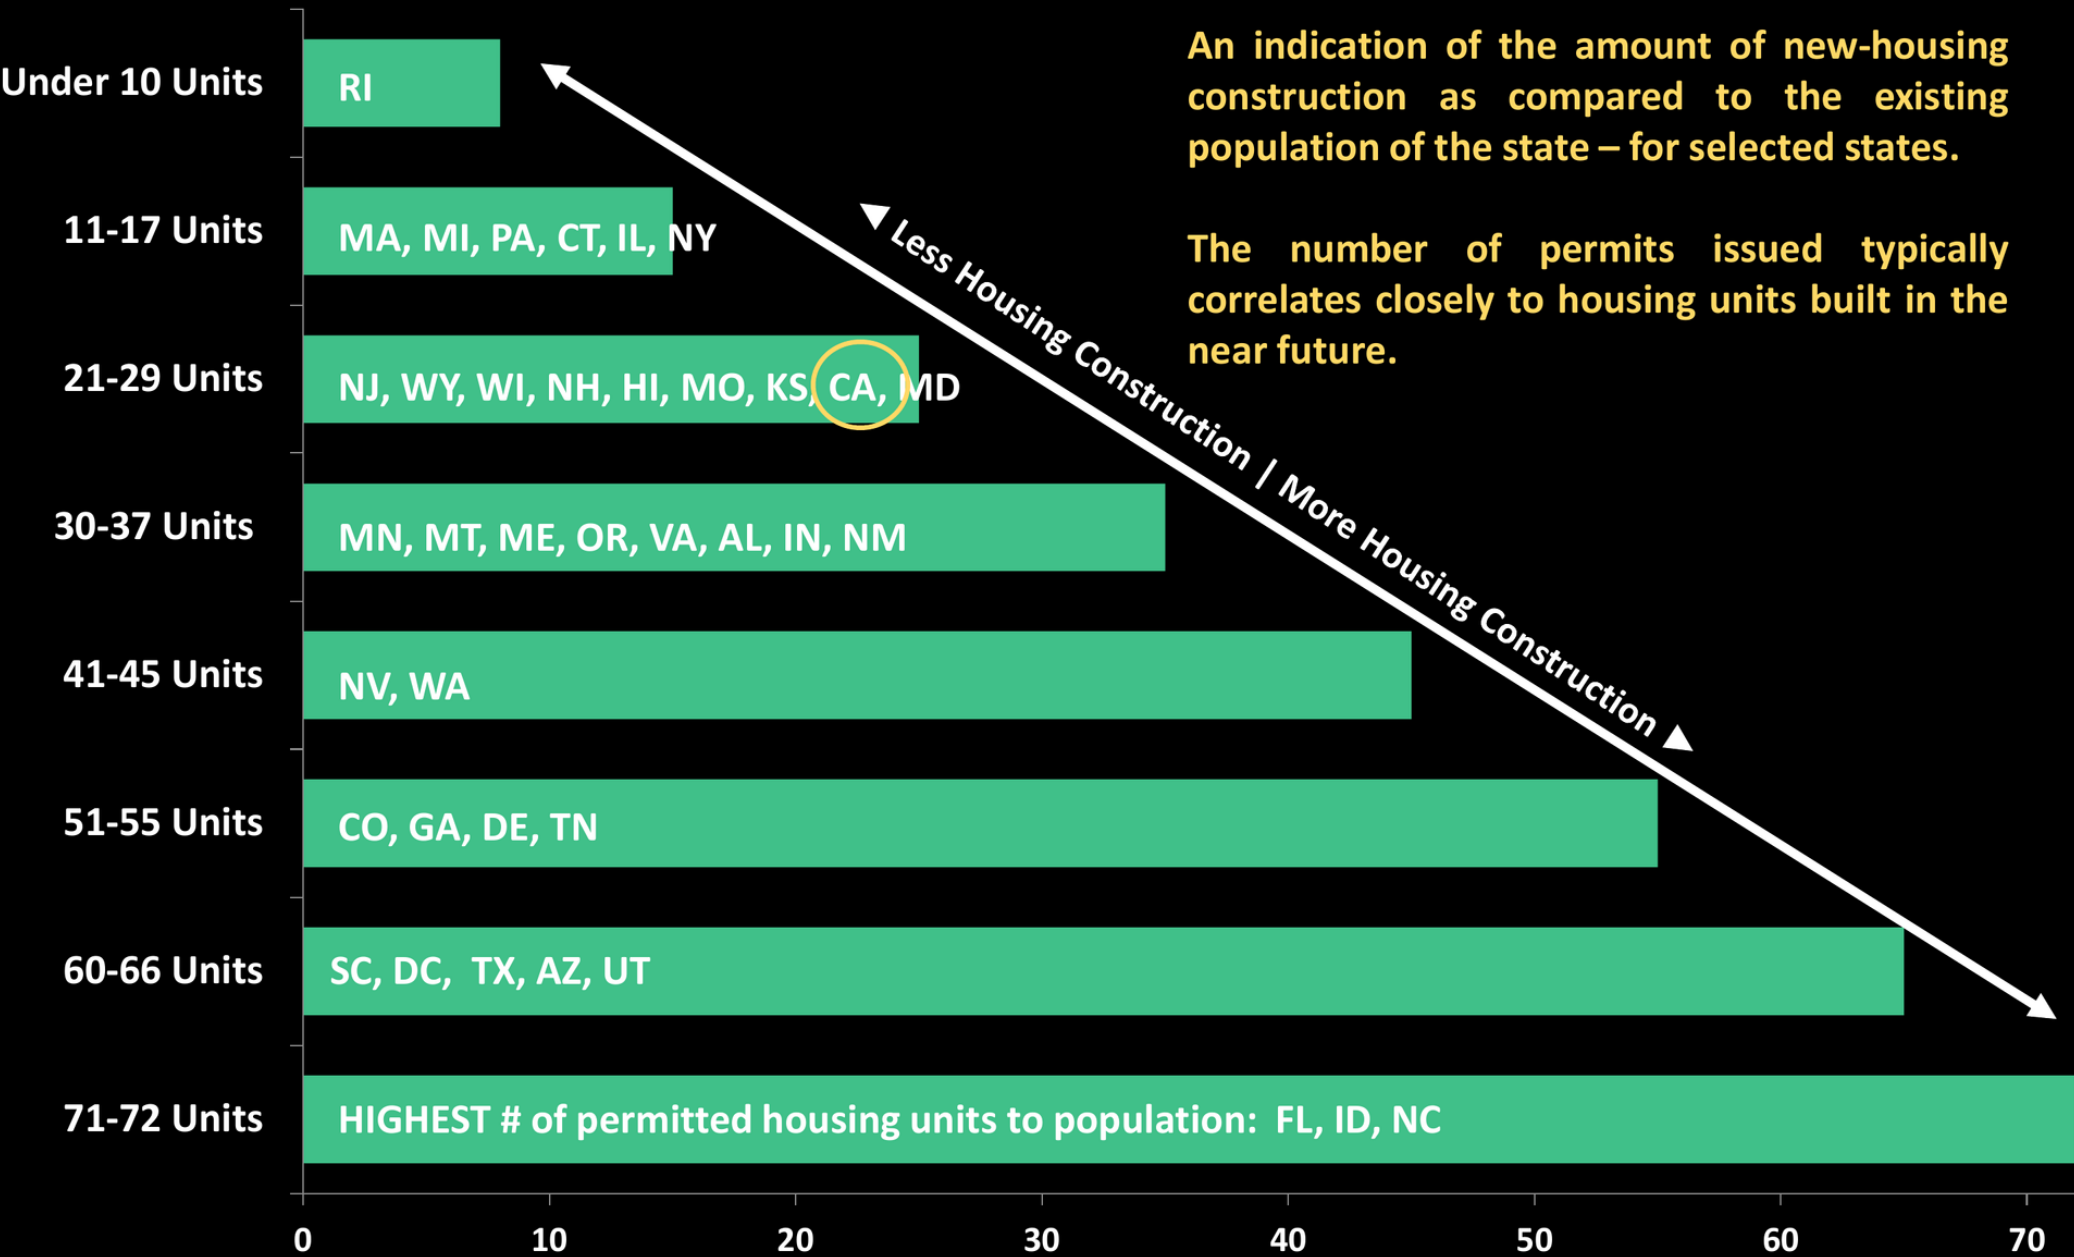 An indication of the amount of new-housing
construction as compared to the existing
population of the state – for selected states.
The number of permits issued typically
correlates closely to housing units built in the
near future.
◀ Less Housing Construction | More Housing Construction ▶
Under 10 Units
RI
11-17 Units
MA, MI, PA, CT, IL, NY
21-29 Units
NJ, WY, WI, NH, HI, MO, KS, CA, MD
30-37 Units
MN, MT, ME, OR, VA, AL, IN, NM
41-45 Units
NV, WA
51-55 Units
CO, GA, DE, TN
60-66 Units
SC, DC, TX, AZ, UT
71-72 Units
HIGHEST # of permitted housing units to population: FL, ID, NC
0 10 20 30 40 50 60 70